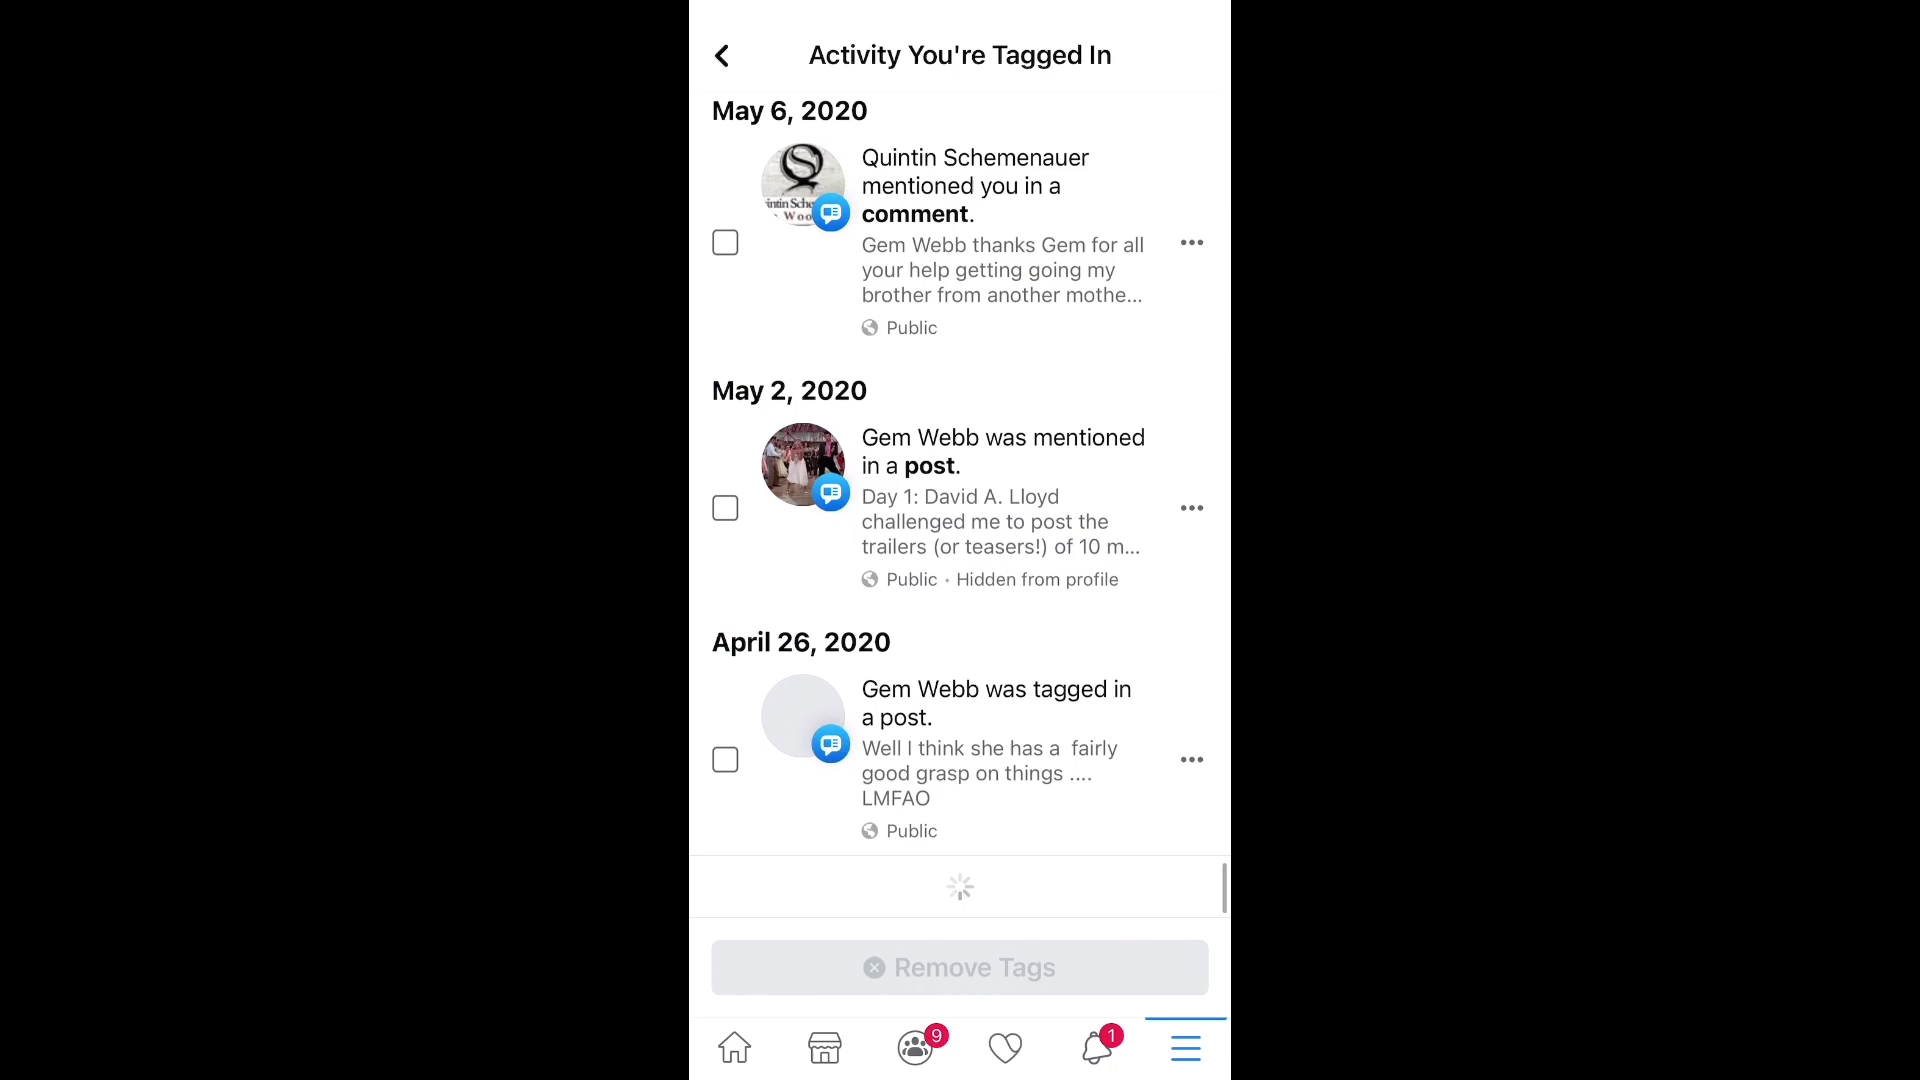 Activity You're Tagged In
May 6, 2020
Quintin Schemenauer
mentioned you in a
comment.
Gem Webb thanks Gem for all
your help getting going my
brother from another mothe...
Public
May 2, 2020
Gem Webb was mentioned
in a post.
Day 1: David A. Lloyd
challenged me to post the
trailers (or teasers!) of 10 m...
Public • Hidden from profile
April 26, 2020
Gem Webb was tagged in
a post.
Well I think she has a fairly
good grasp on things ....
LMFAO
Public
Remove Tags
9
1